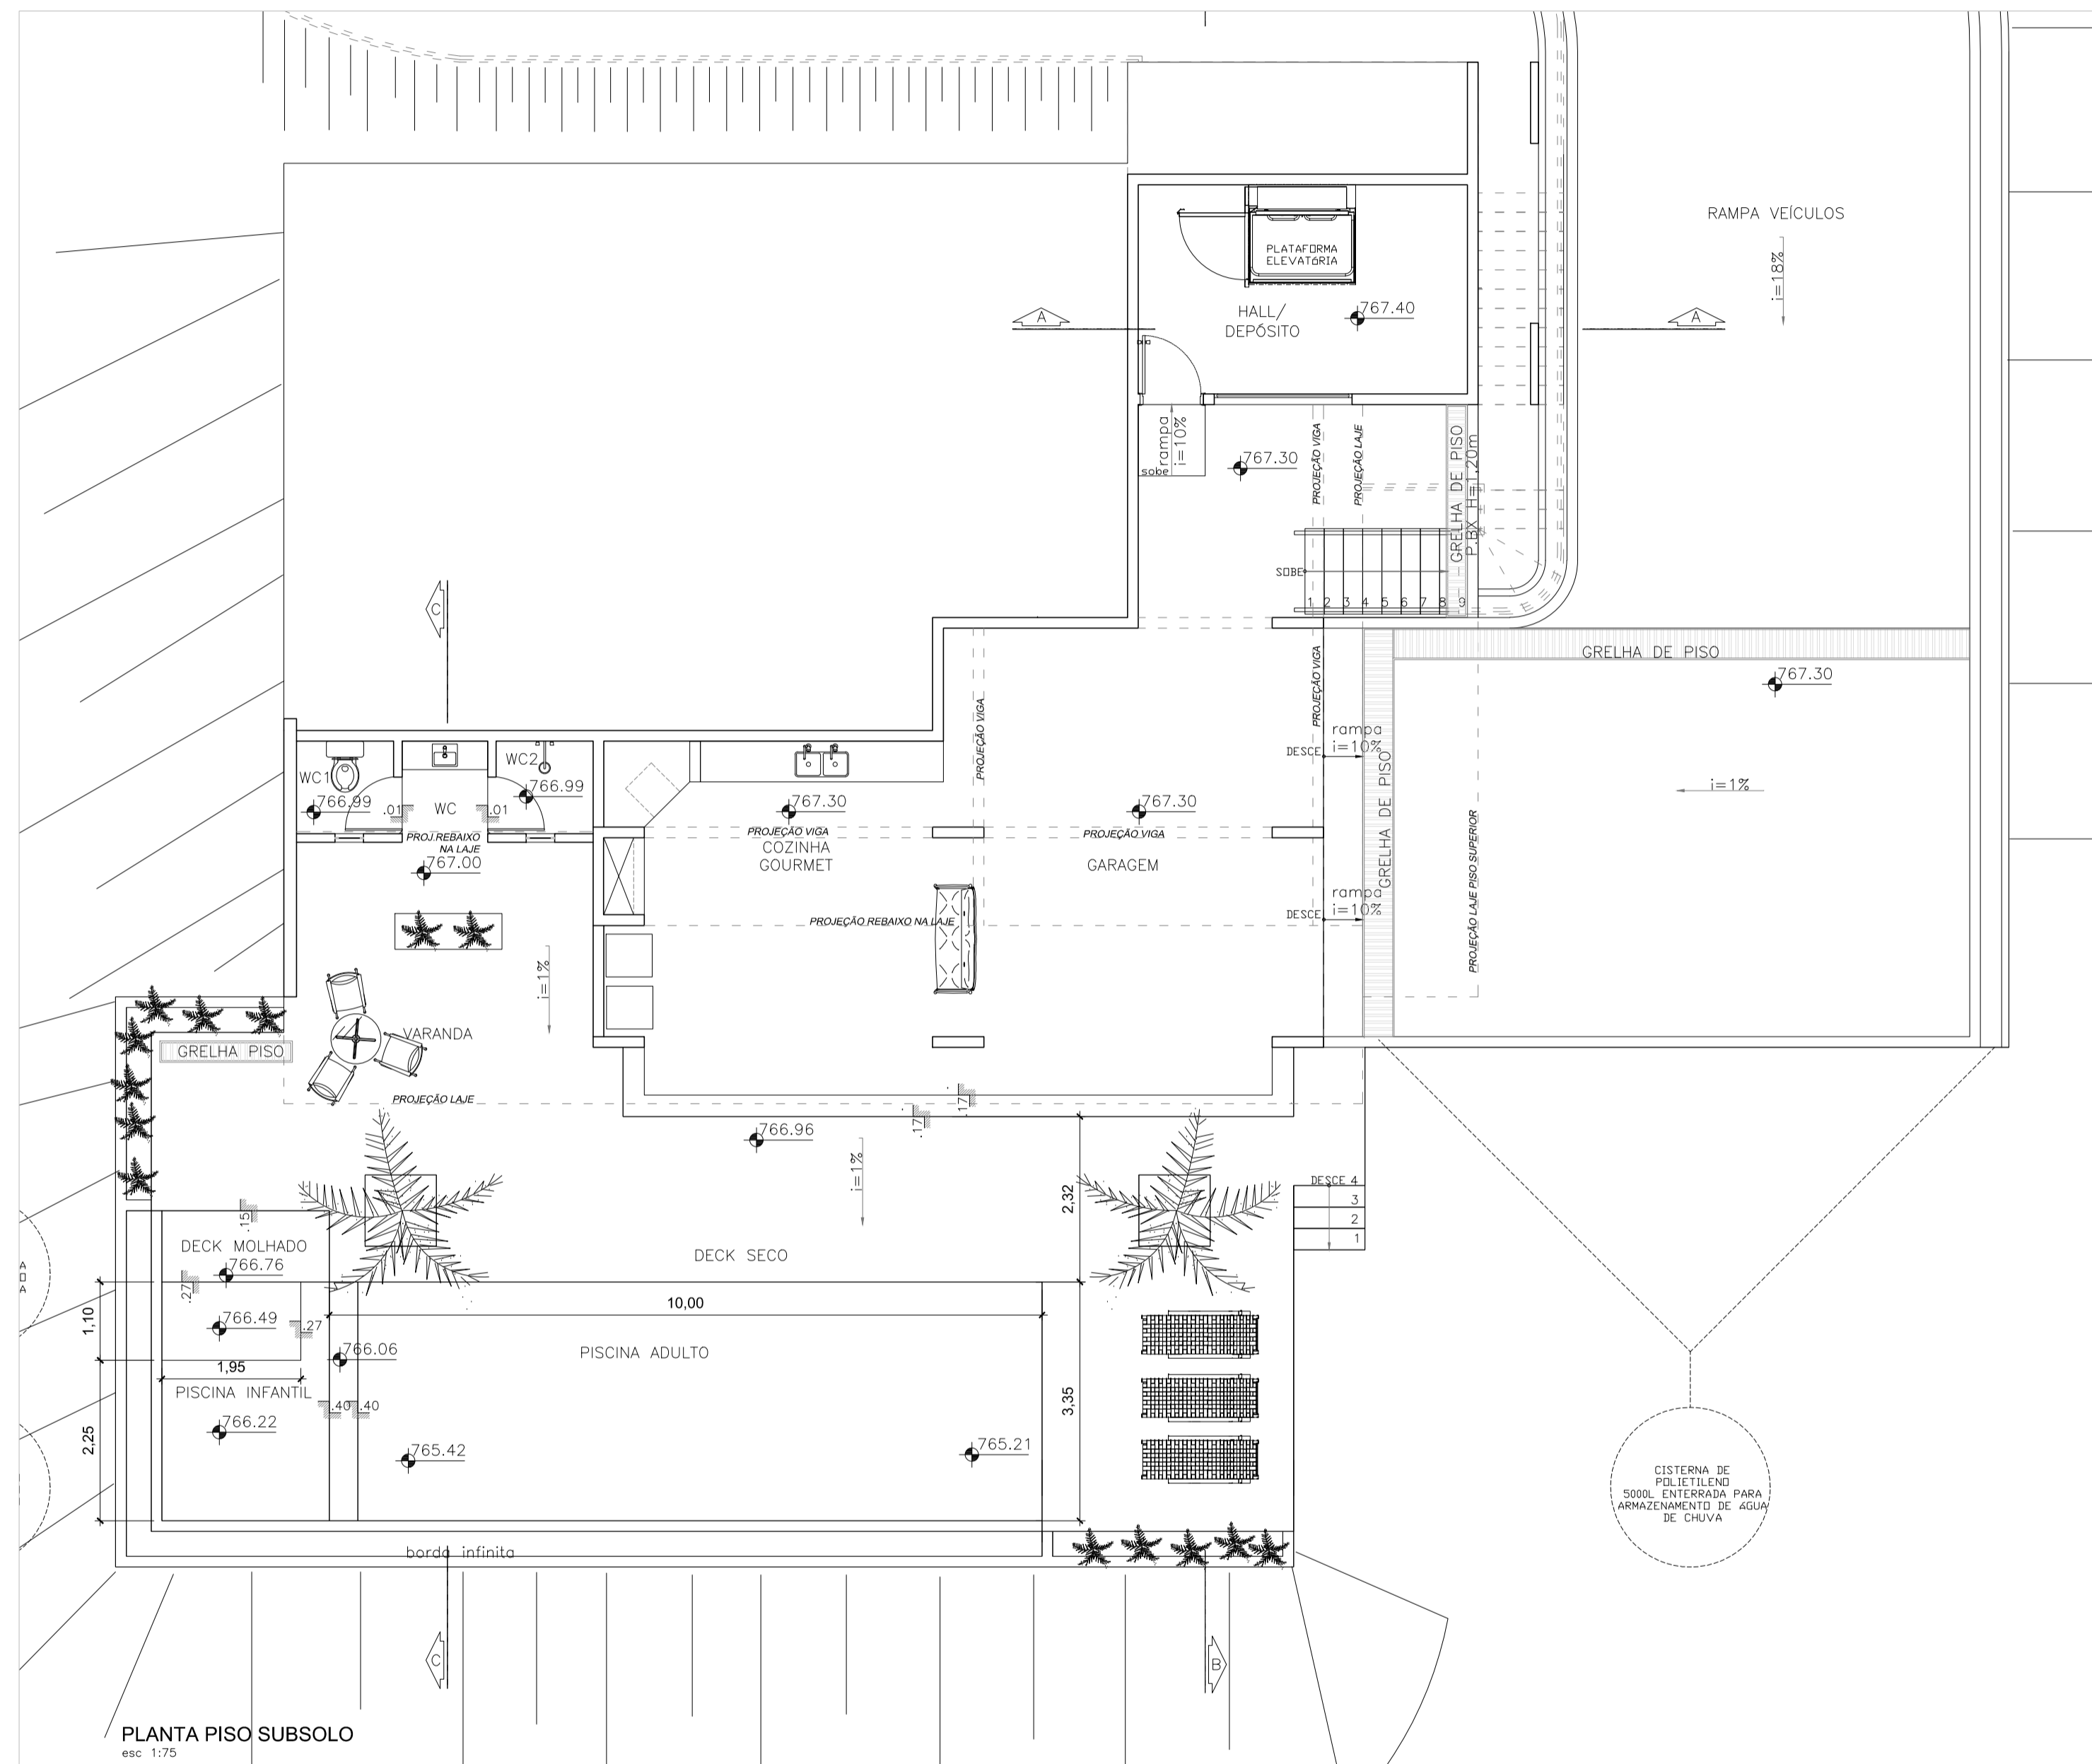 RAMPA VEÍCULOS
i=18%
PLATAFORMA
ELEVATÓRIA
A
A
HALL/
DEPÓSITO
767.40
rampa
i=10%
sobe
767.30
PROJEÇÃO VIGA
PROJEÇÃO LAJE
GRELHA DE PISO
P.BX H=1,20m
SOBE
1 2 3 4 5 6 7 8 9
C
GRELHA DE PISO
767.30
PROJEÇÃO VIGA
PROJEÇÃO VIGA
rampa
i=10%
DESCE
GRELHA DE PISO
i=1%
WC1
766.99
.01
WC
.01
WC2
766.99
PROJ.REBAIXO
NA LAJE
767.00
767.30
PROJEÇÃO VIGA
COZINHA
GOURMET
767.30
PROJEÇÃO VIGA
GARAGEM
PROJEÇÃO REBAIXO NA LAJE
rampa
i=10%
DESCE
PROJEÇÃO LAJE PISO SUPERIOR
i=1%
VARANDA
GRELHA PISO
PROJEÇÃO LAJE
.17
.17
766.96
i=1%
2,32
DESCE 4
3
2
1
.15
DECK MOLHADO
766.76
DECK SECO
.27
1,10
766.49
.27
10,00
766.06
PISCINA ADULTO
1,95
PISCINA INFANTIL
.40
.40
766.22
2,25
3,35
765.42
765.21
CISTERNA DE
POLIETILENO
5000L ENTERRADA PARA
ARMAZENAMENTO DE ÁGUA
DE CHUVA
borda infinita
C
B
PLANTA PISO SUBSOLO
esc 1:75